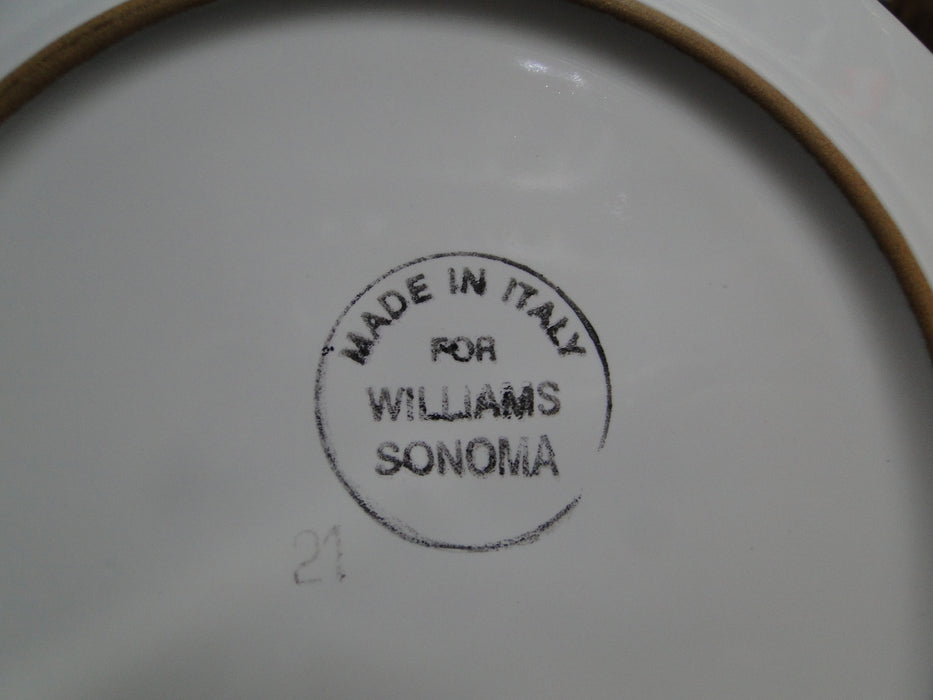 MADE IN ITALY
FOR
WILLIAMS
SONOMA
21